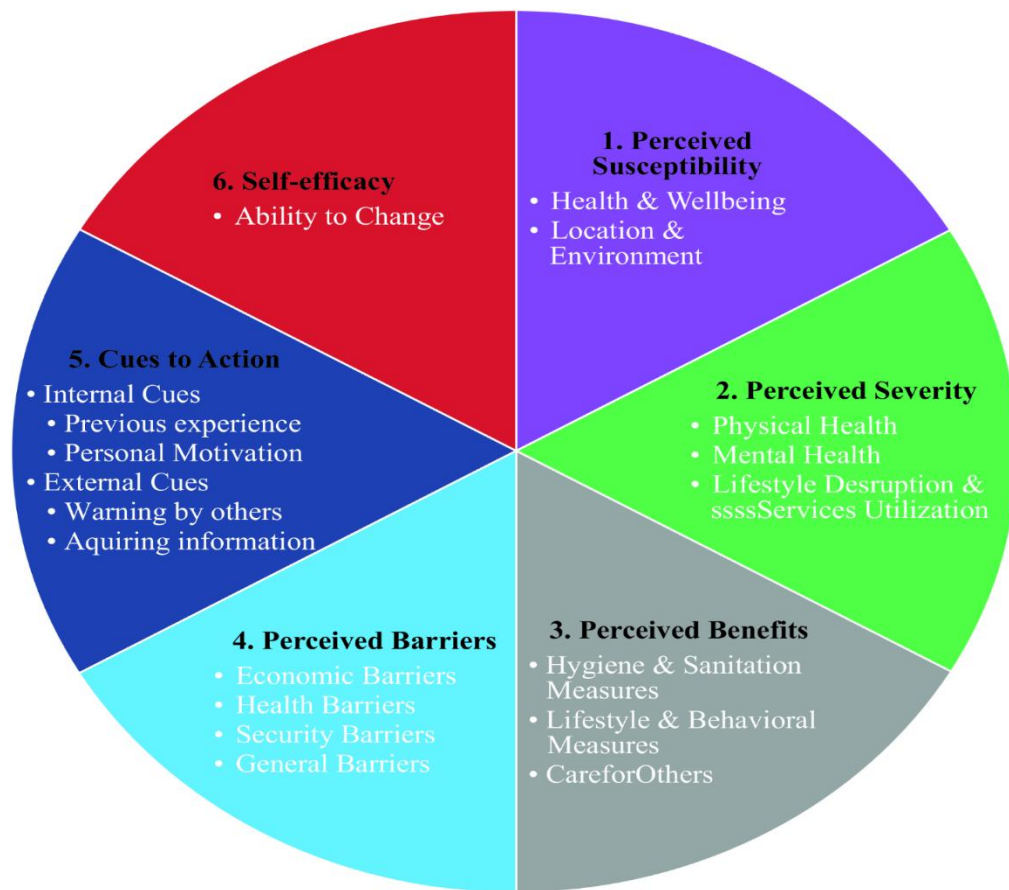 1. Perceived
Susceptibility
• Health & Wellbeing
• Location &
Environment
2. Perceived Severity
• Physical Health
• Mental Health
• Lifestyle Desruption &
ssssServices Utilization
3. Perceived Benefits
• Hygiene & Sanitation
Measures
• Lifestyle & Behavioral
Measures
• CareforOthers
4. Perceived Barriers
• Economic Barriers
• Health Barriers
• Security Barriers
• General Barriers
5. Cues to Action
• Internal Cues
• Previous experience
• Personal Motivation
• External Cues
• Warning by others
• Aquiring information
6. Self-efficacy
• Ability to Change